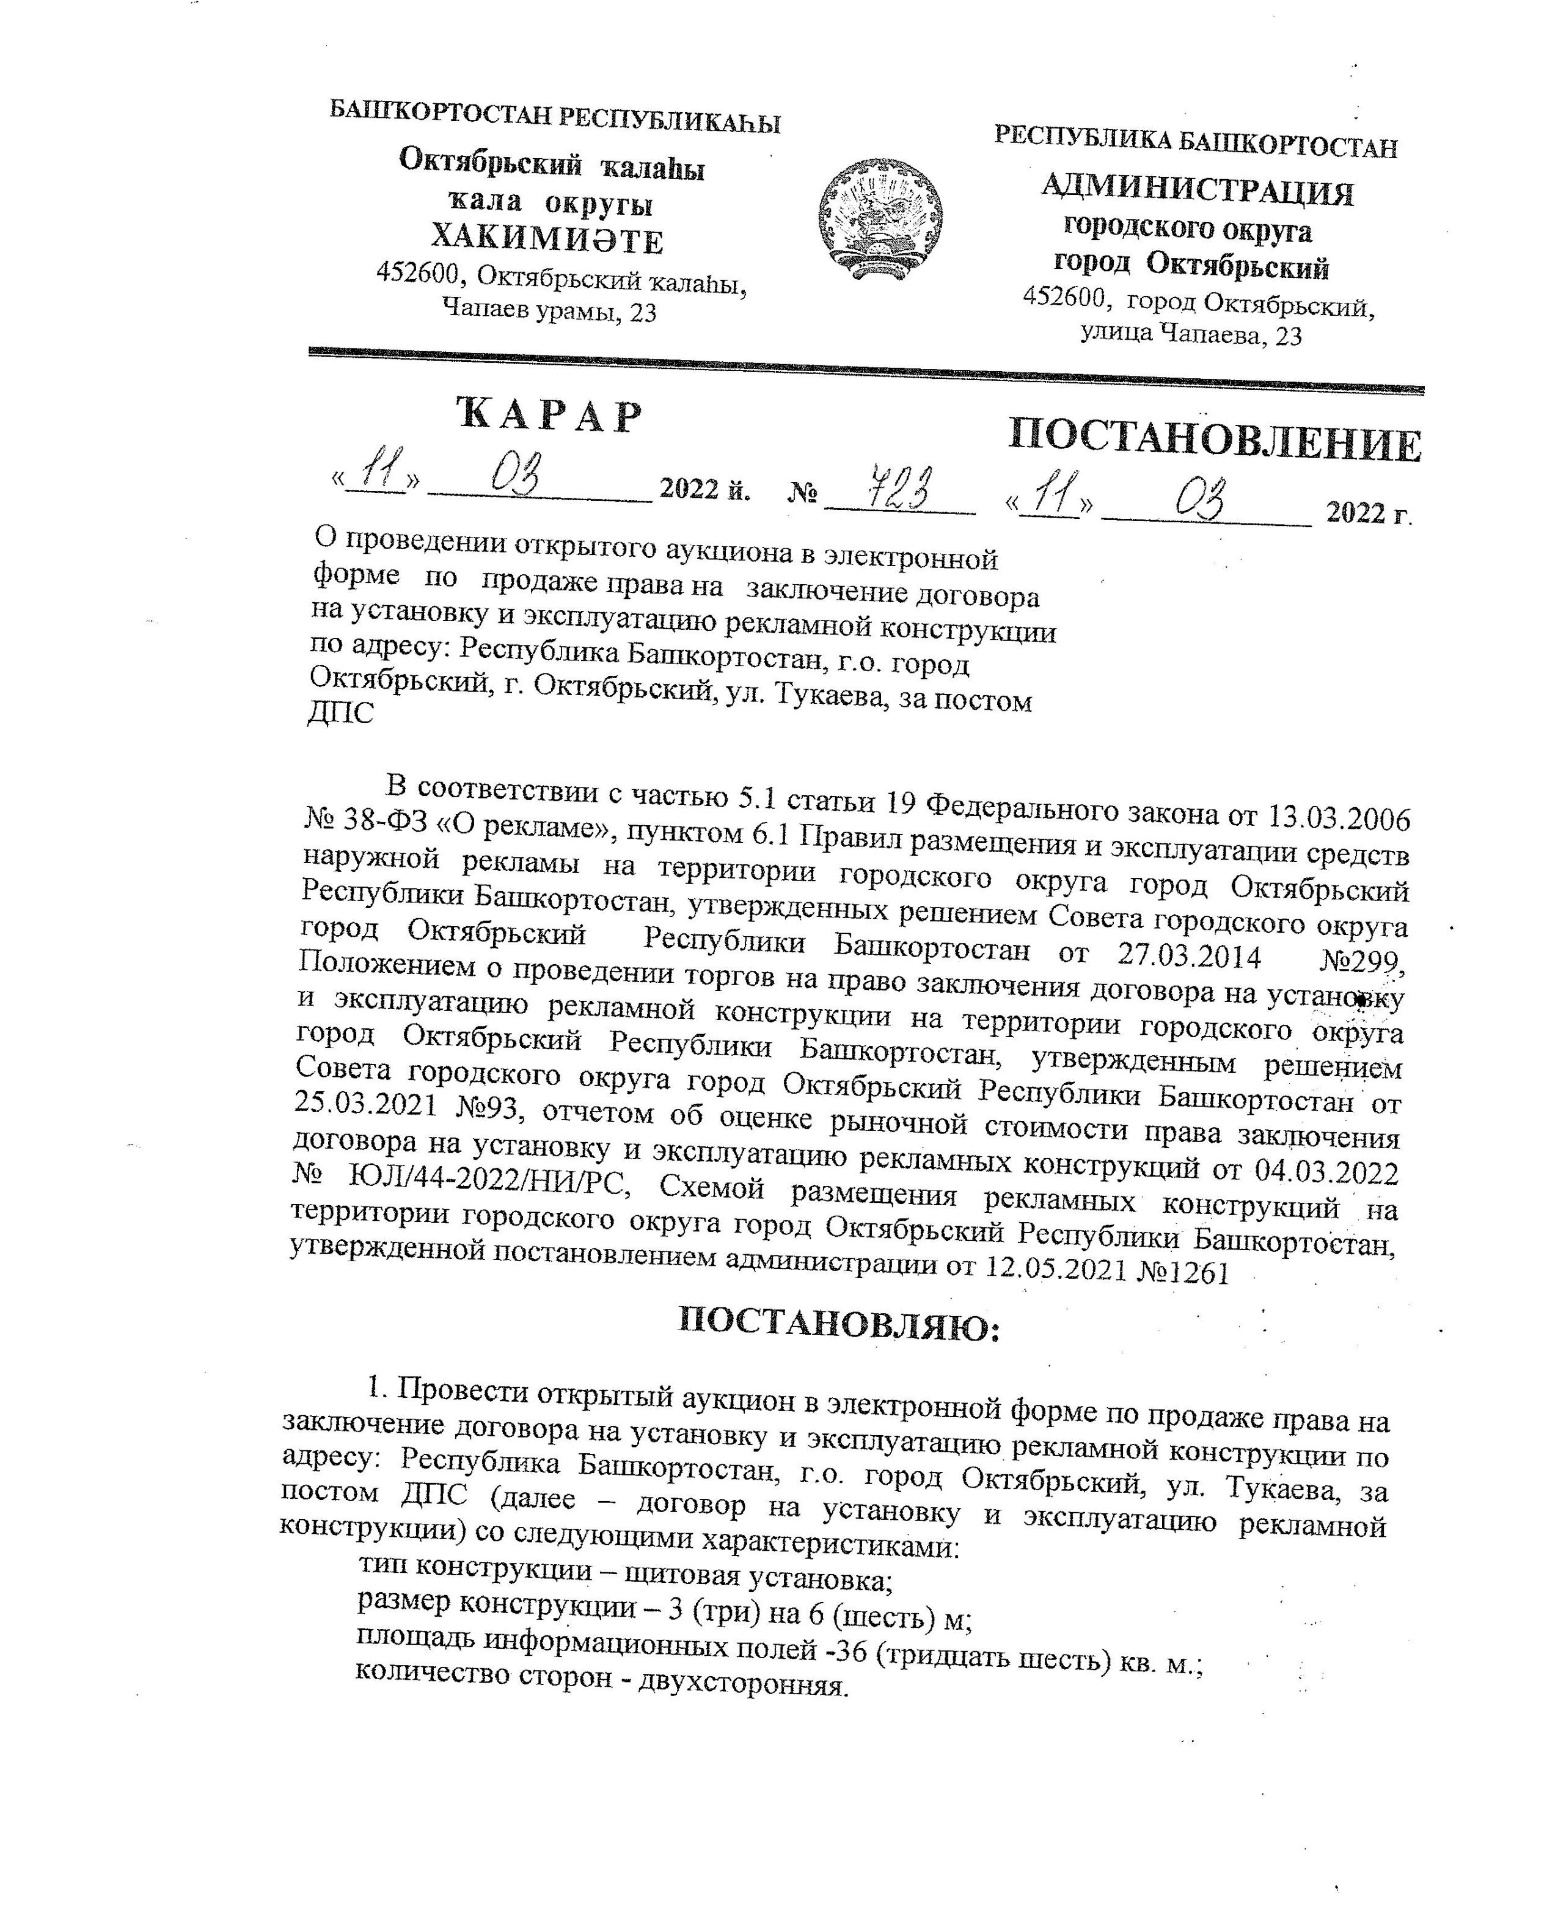 БАШҠОРТОСТАН РЕСПУБЛИКАҺЫ
Октябрьский ҡалаһы
ҡала округы
ХАКИМИӘТЕ
452600, Октябрьский ҡалаһы,
Чапаев урамы, 23
РЕСПУБЛИКА БАШКОРТОСТАН
АДМИНИСТРАЦИЯ
городского округа
город Октябрьский
452600, город Октябрьский,
улица Чапаева, 23
ҠАРАР
ПОСТАНОВЛЕНИЕ
«11» 03 2022 й. № 723 «11» 03 2022 г.
О проведении открытого аукциона в электронной
форме по продаже права на заключение договора
на установку и эксплуатацию рекламной конструкции
по адресу: Республика Башкортостан, г.о. город
Октябрьский, г. Октябрьский, ул. Тукаева, за постом
ДПС
В соответствии с частью 5.1 статьи 19 Федерального закона от 13.03.2006
№ 38-ФЗ «О рекламе», пунктом 6.1 Правил размещения и эксплуатации средств
наружной рекламы на территории городского округа город Октябрьский
Республики Башкортостан, утвержденных решением Совета городского округа
город Октябрьский Республики Башкортостан от 27.03.2014 №299,
Положением о проведении торгов на право заключения договора на установку
и эксплуатацию рекламной конструкции на территории городского округа
город Октябрьский Республики Башкортостан, утвержденным решением
Совета городского округа город Октябрьский Республики Башкортостан от
25.03.2021 №93, отчетом об оценке рыночной стоимости права заключения
договора на установку и эксплуатацию рекламных конструкций от 04.03.2022
№ ЮЛ/44-2022/НИ/РС, Схемой размещения рекламных конструкций на
территории городского округа город Октябрьский Республики Башкортостан,
утвержденной постановлением администрации от 12.05.2021 №1261
ПОСТАНОВЛЯЮ:
1. Провести открытый аукцион в электронной форме по продаже права на
заключение договора на установку и эксплуатацию рекламной конструкции по
адресу: Республика Башкортостан, г.о. город Октябрьский, ул. Тукаева, за
постом ДПС (далее – договор на установку и эксплуатацию рекламной
конструкции) со следующими характеристиками:
тип конструкции – щитовая установка;
размер конструкции – 3 (три) на 6 (шесть) м;
площадь информационных полей -36 (тридцать шесть) кв. м.;
количество сторон - двухсторонняя.